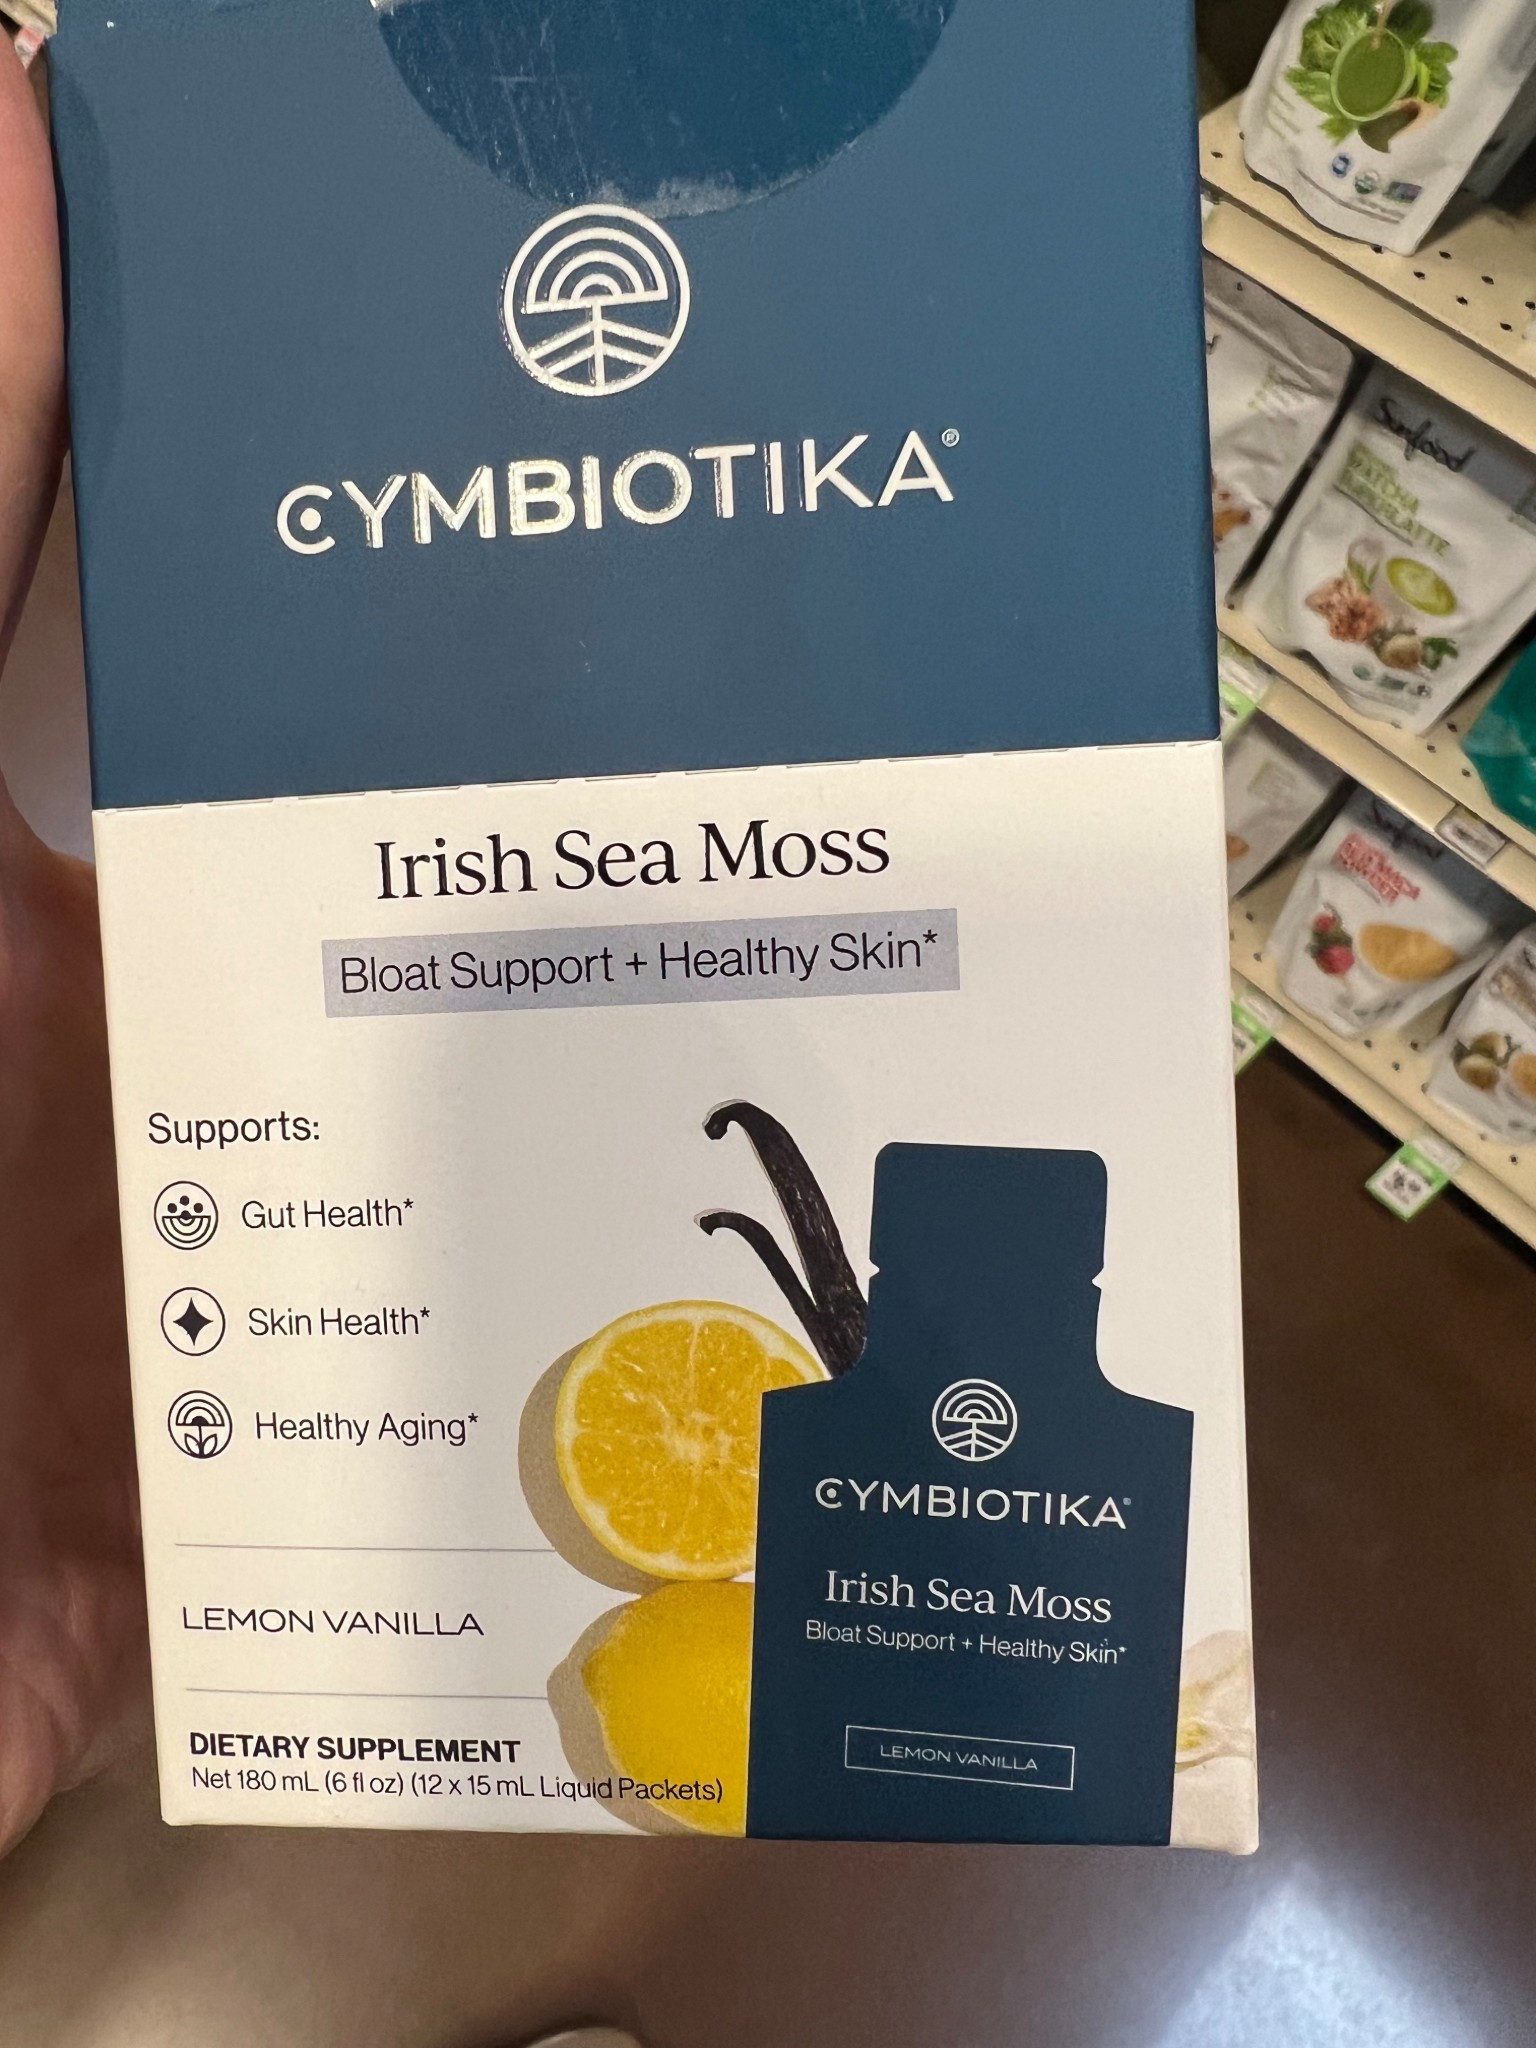 CYMBIOTIKA®
Irish Sea Moss
Bloat Support + Healthy Skin*
Supports:
Gut Health*
Skin Health*
Healthy Aging*
LEMON VANILLA
DIETARY SUPPLEMENT
Net 180 mL (6 fl oz) (12 x 15 mL Liquid Packets)
CYMBIOTIKA®
Irish Sea Moss
Bloat Support + Healthy Skin*
LEMON VANILLA
Sunfood
MATCHA